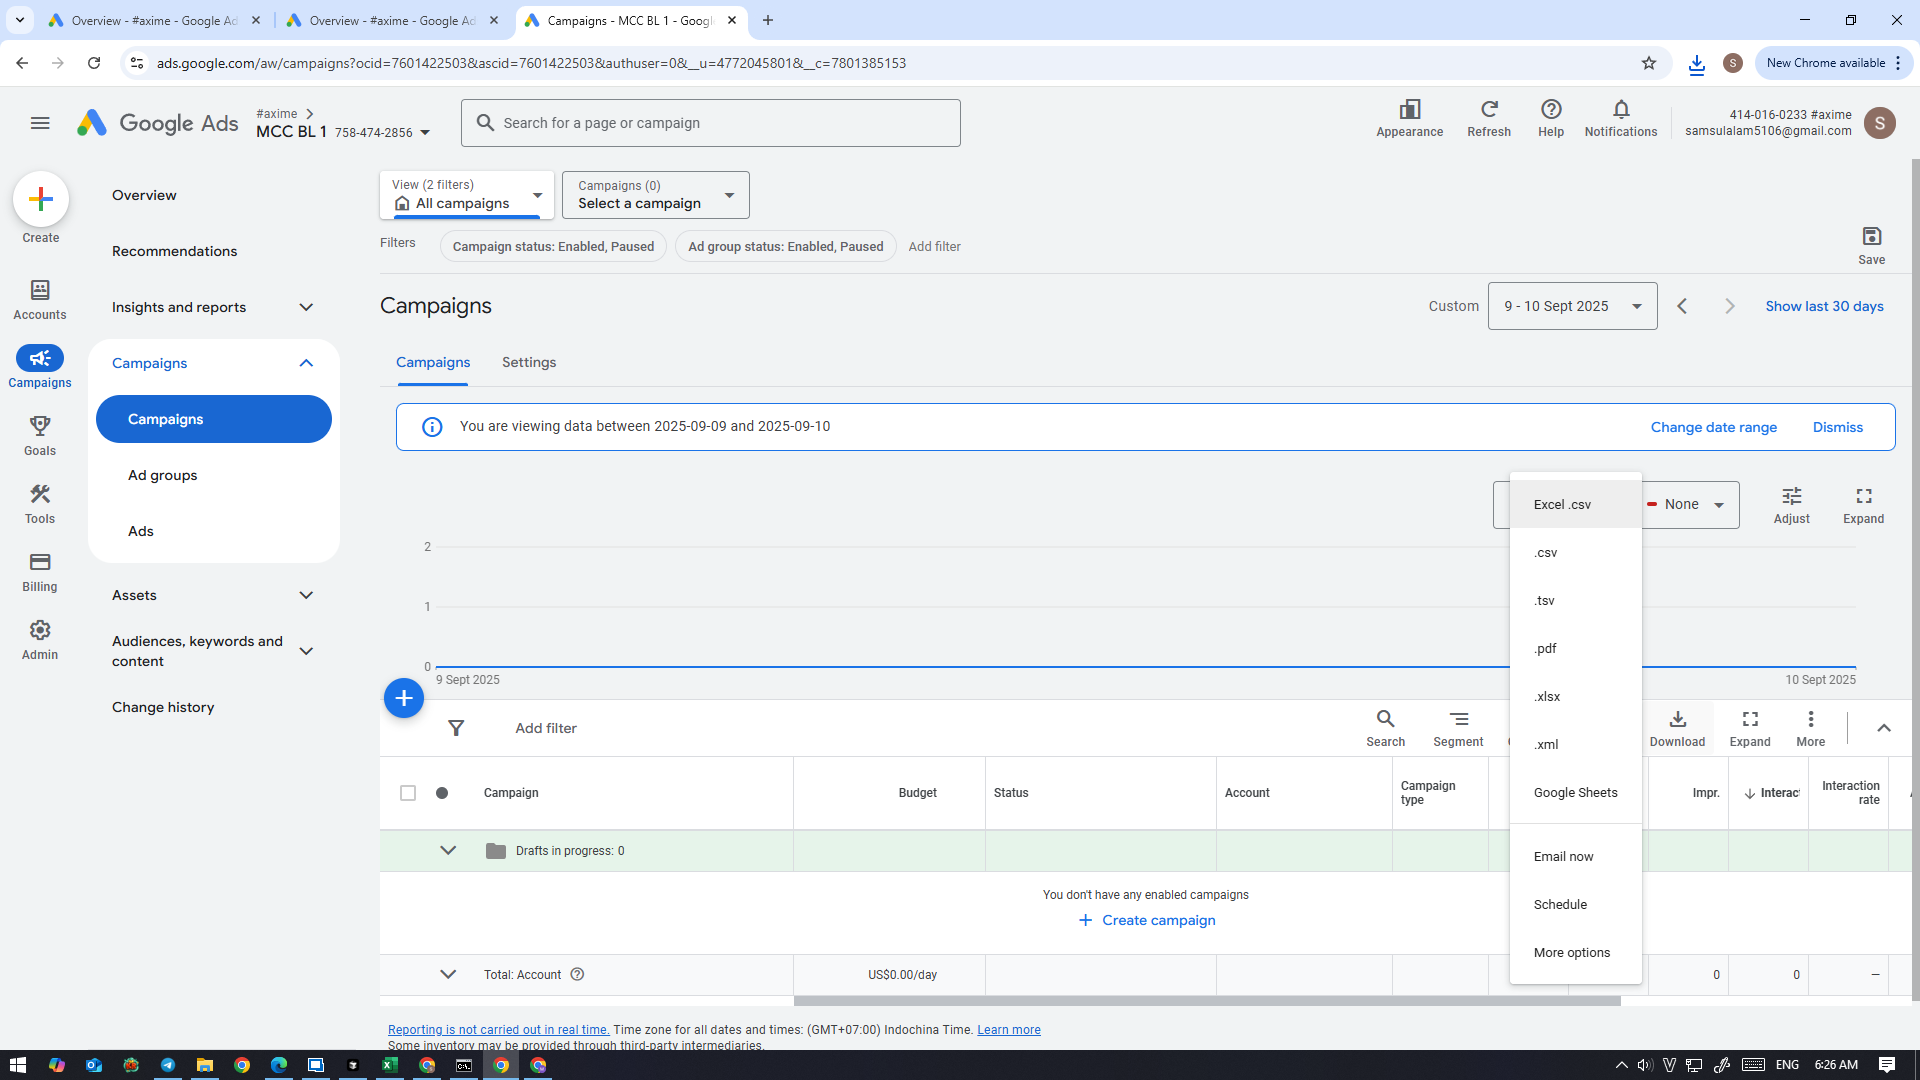 Overview - #axime - Google Ad
Overview - #axime - Google Ad
Campaigns - MCC BL 1 - Googl
ads.google.com/aw/campaigns?ocid=7601422503&ascid=7601422503&authuser=0&__u=4772045801&__c=7801385153
S
New Chrome available
Google Ads
#axime
MCC BL 1 758-474-2856
Search for a page or campaign
Appearance
Refresh
Help
Notifications
414-016-0233 #axime
samsulalam5106@gmail.com
S
Create
Accounts
Campaigns
Goals
Tools
Billing
Admin
Overview
Recommendations
Insights and reports
Campaigns
Campaigns
Ad groups
Ads
Assets
Audiences, keywords and
content
Change history
View (2 filters)
All campaigns
Campaigns (0)
Select a campaign
Filters
Campaign status: Enabled, Paused
Ad group status: Enabled, Paused
Add filter
Save
Campaigns
Custom
9 - 10 Sept 2025
Show last 30 days
Campaigns
Settings
You are viewing data between 2025-09-09 and 2025-09-10
Change date range
Dismiss
None
Adjust
Expand
2
1
0
9 Sept 2025
10 Sept 2025
Excel .csv
.csv
.tsv
.pdf
.xlsx
.xml
Google Sheets
Email now
Schedule
More options
Add filter
Search
Segment
Download
Expand
More
Campaign
Budget
Status
Account
Campaign
type
Impr.
Interact
Interaction
rate
Drafts in progress: 0
You don't have any enabled campaigns
Create campaign
Total: Account
US$0.00/day
0
0
—
Reporting is not carried out in real time. Time zone for all dates and times: (GMT+07:00) Indochina Time. Learn more
Some inventory may be provided through third-party intermediaries.
ENG
6:26 AM